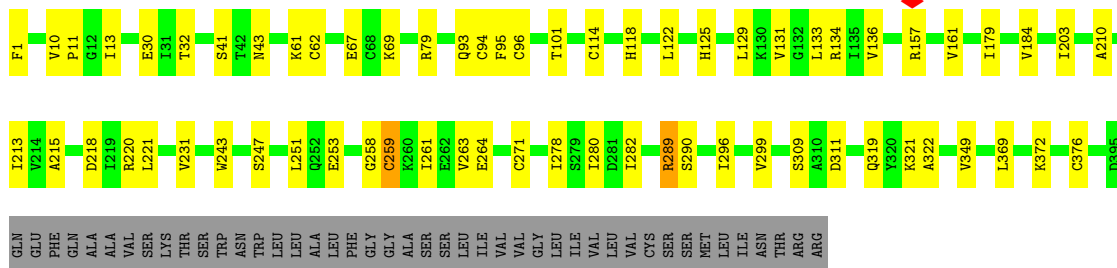 F1 V10 P11 G12 I13 E30 I31 T32 S41 T42 N43 K61 C62 E67 C68 K69 R79 Q93 C94 F95 C96 T101 C114 H118 L122 H125 L129 K130 V131 G132 L133 R134 I135 V136 R157 V161 I179 V184 I203 A210
I213 V214 A215 D218 I219 R220 L221 V231 W243 S247 L251 Q252 E253 G258 C259 K260 I261 E262 V263 E264 C271 I278 S279 I280 D281 I282 R289 S290 I296 V299 S309 A310 D311 Q319 Y320 K321 A322 V349 L369 K372 C376 D395
GLN GLU PHE GLN ALA ALA VAL SER LYS THR SER TRP ASN TRP LEU LEU ALA LEU PHE GLY GLY ALA SER SER LEU ILE VAL VAL GLY LEU ILE VAL LEU VAL CYS SER SER MET LEU ILE ASN THR ARG ARG